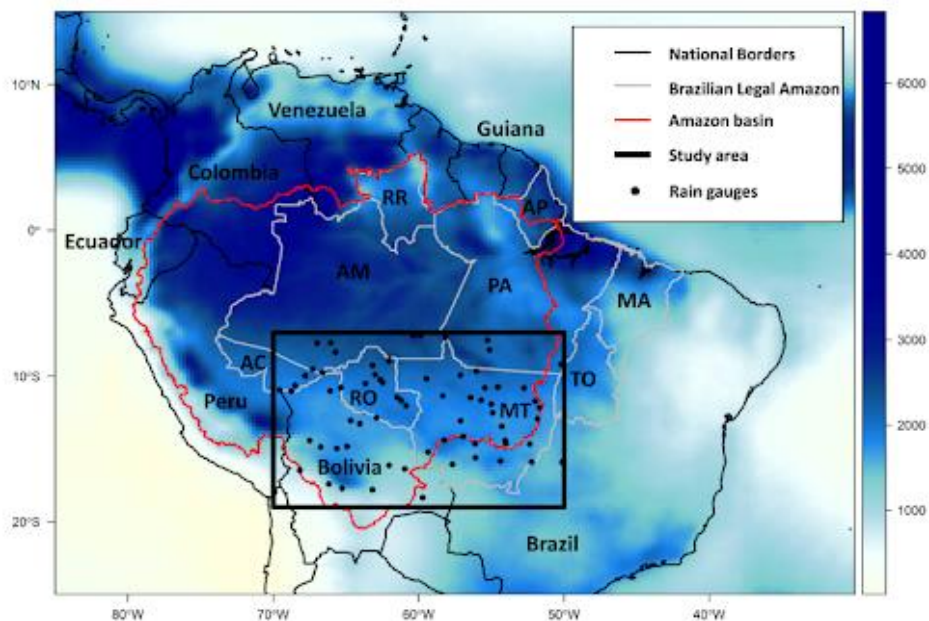 National Borders
Brazilian Legal Amazon
Amazon basin
Study area
Rain gauges
6000
5000
4000
3000
2000
1000
10°N
0°
10°S
20°S
80°W
70°W
60°W
50°W
40°W
Venezuela
Guiana
Colombia
RR
AP
Ecuador
AM
PA
MA
AC
TO
Peru
RO
MT
Bolivia
Brazil